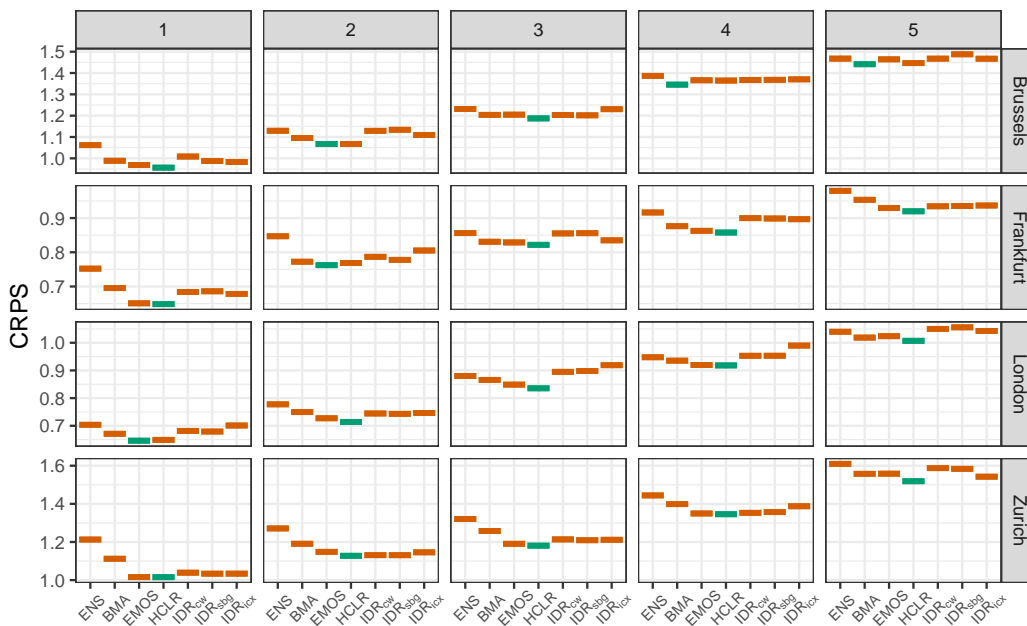 1 2 3 4 5
CRPS
1.5
1.4
1.3
1.2
1.1
1.0
Brussels
0.9
0.8
0.7
Frankfurt
1.0
0.9
0.8
0.7
London
1.6
1.4
1.2
1.0
Zurich
ENS BMA EMOS HCLR IDRcw IDRsbg IDRicx ENS BMA EMOS HCLR IDRcw IDRsbg IDRicx ENS BMA EMOS HCLR IDRcw IDRsbg IDRicx ENS BMA EMOS HCLR IDRcw IDRsbg IDRicx ENS BMA EMOS HCLR IDRcw IDRsbg IDRicx